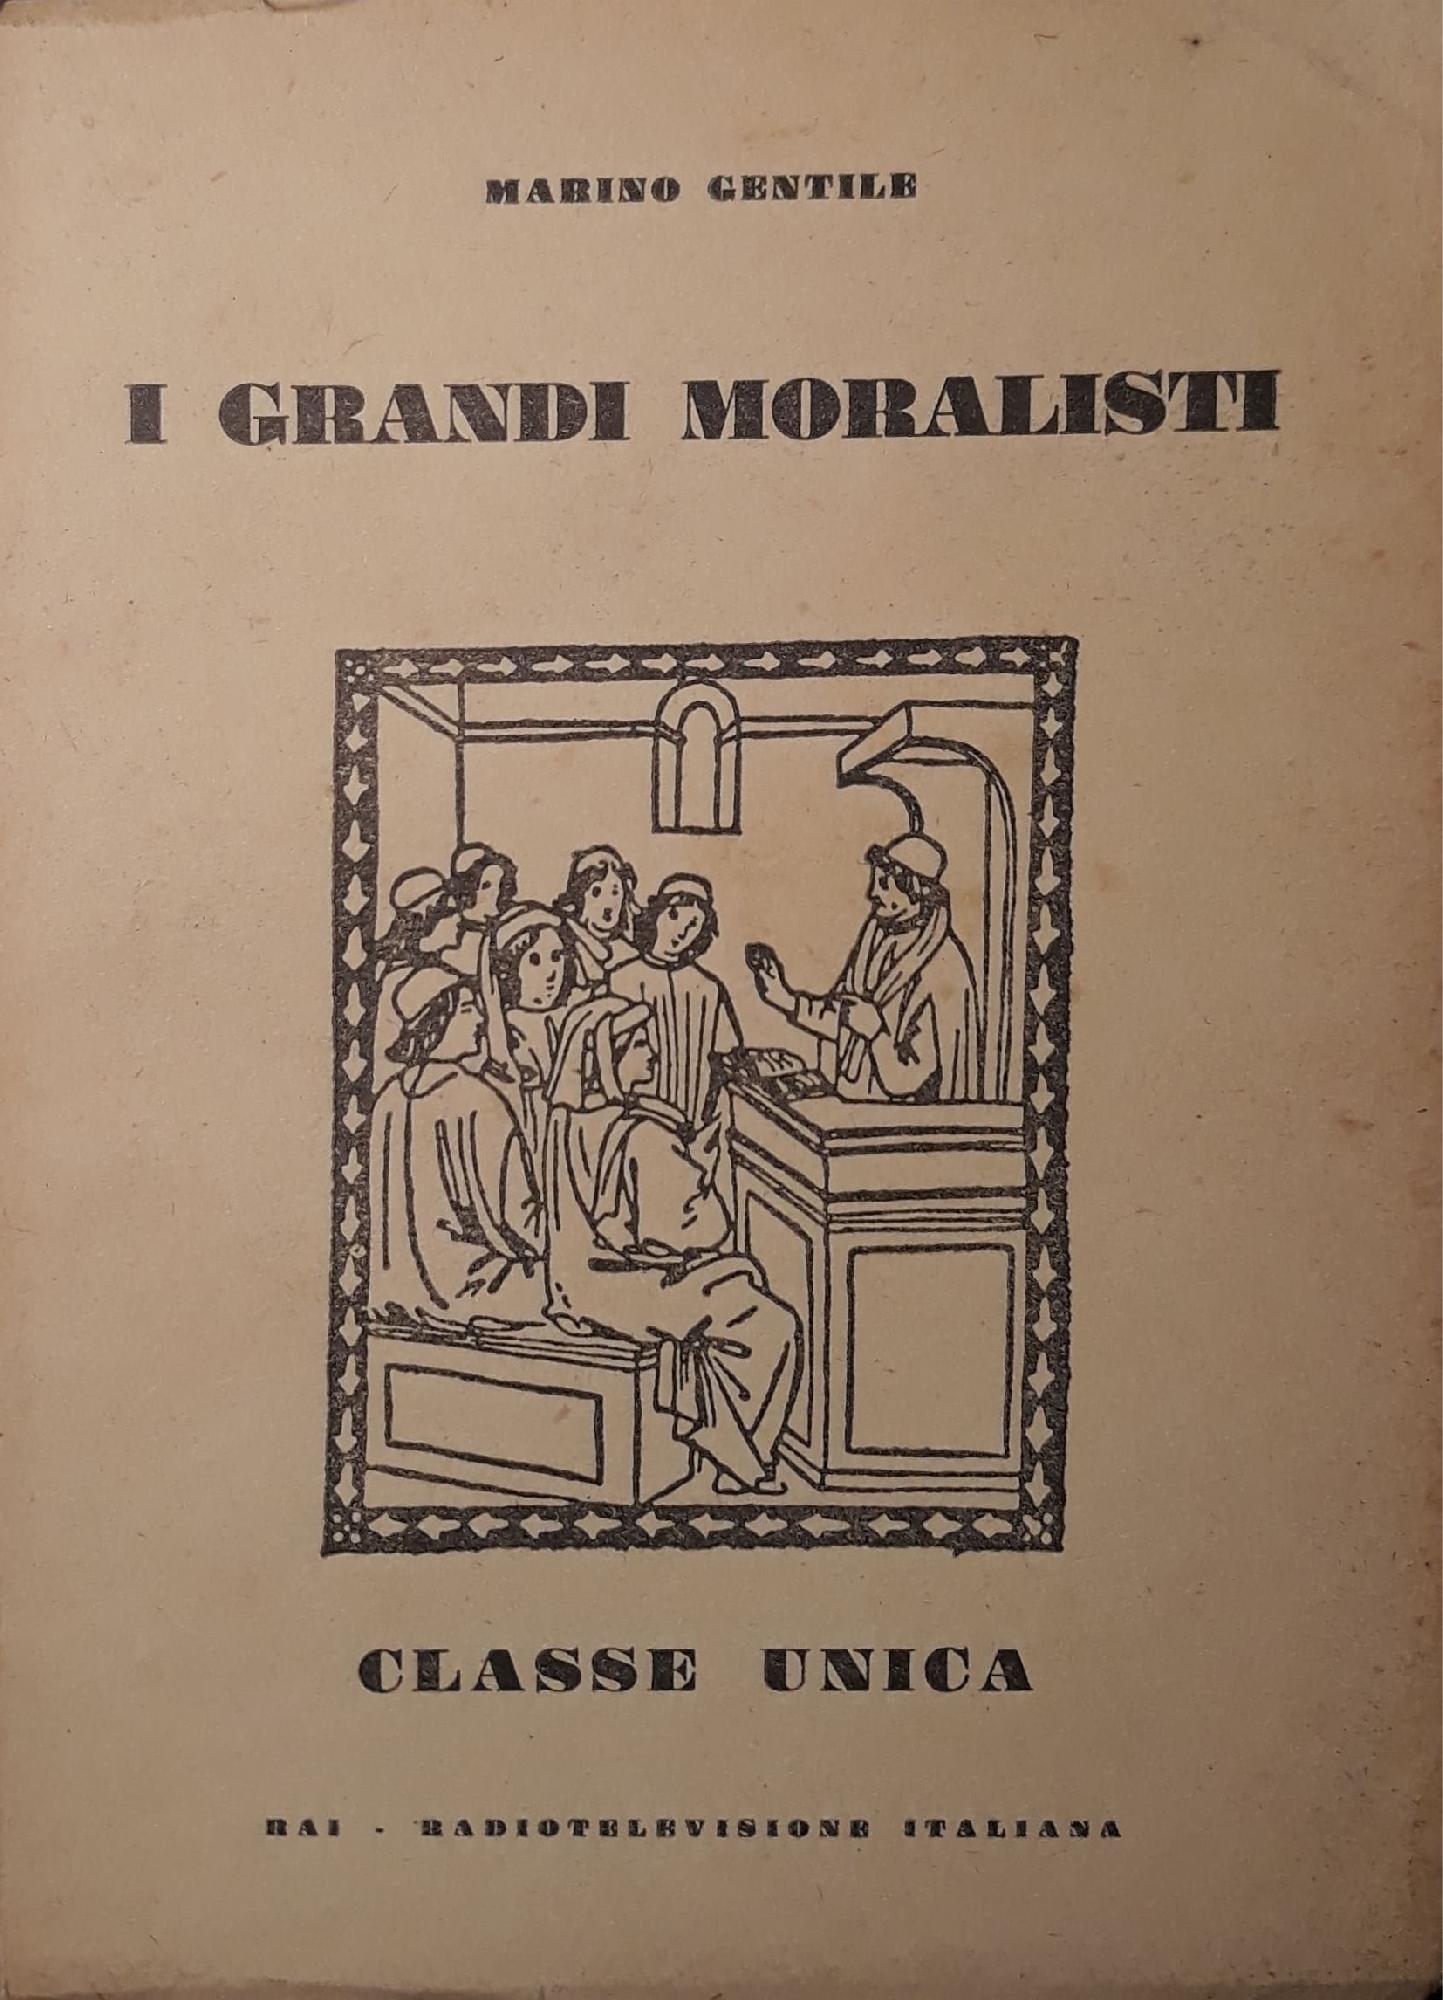 MARINO GENTILE
I GRANDI MORALISTI
CLASSE UNICA
RAI - RADIOTELEVISIONE ITALIANA